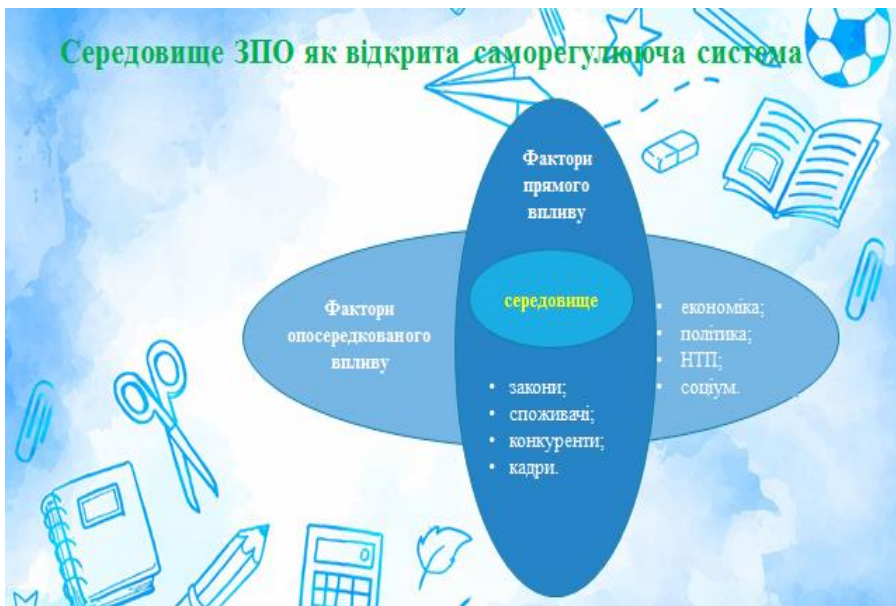 Середовище ЗПО як відкрита саморегулююча система
Фактори
прямого
впливу
середовище
• закони;
• споживачі;
• конкуренти;
• кадри.
Фактори
опосередкованого
впливу
• економіка;
• політика;
• НТП;
• соціум.